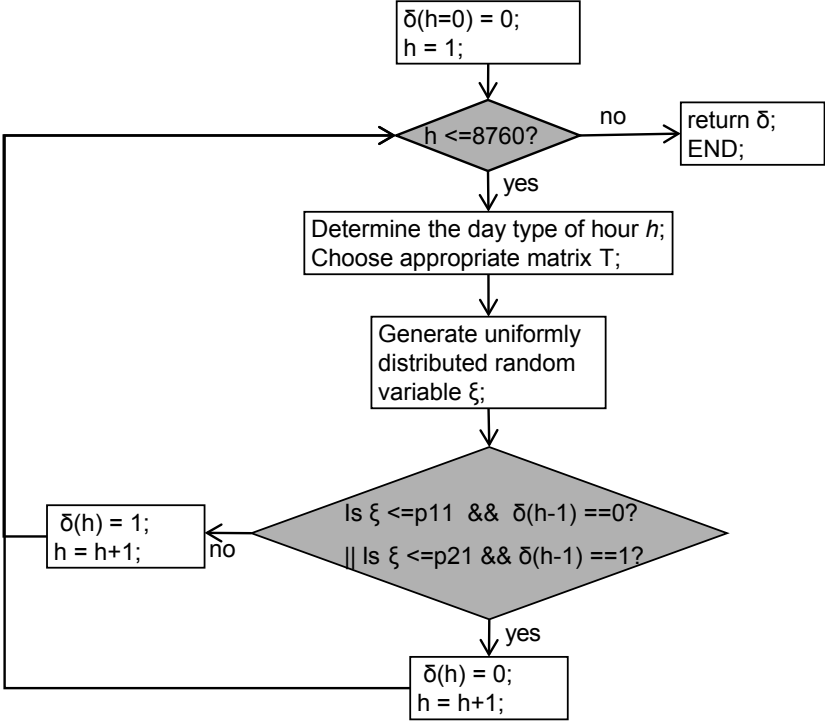 δ(h=0) = 0;
h = 1;
h <=8760?
no
return δ;
END;
yes
Determine the day type of hour h;
Choose appropriate matrix T;
Generate uniformly
distributed random
variable ξ;
Is ξ <=p11 && δ(h-1) ==0?
|| Is ξ <=p21 && δ(h-1) ==1?
δ(h) = 1;
h = h+1;
no
yes
δ(h) = 0;
h = h+1;